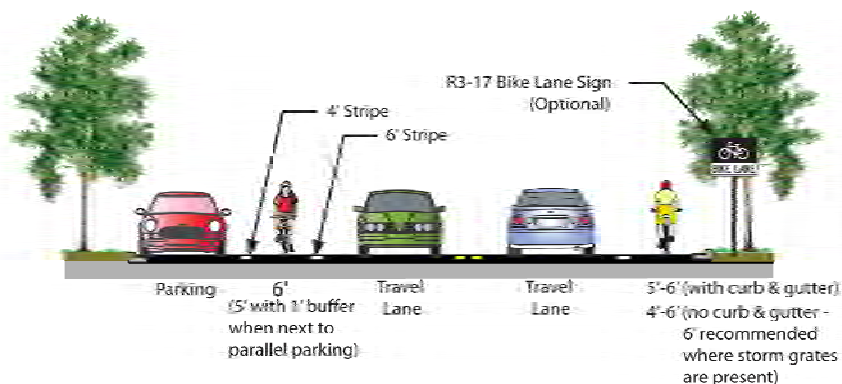 R3-17 Bike Lane Sign
(Optional)
4' Stripe
6' Stripe
BIKE LANE
Parking
6'
(5' with 1' buffer
when next to
parallel parking)
Travel
Lane
Travel
Lane
5'-6' (with curb & gutter)
4'-6' (no curb & gutter -
6' recommended
where storm grates
are present)